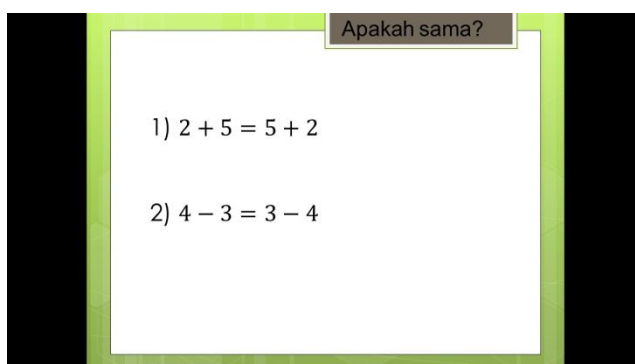 Apakah sama?
1) 2 + 5 = 5 + 2
2) 4 − 3 = 3 − 4